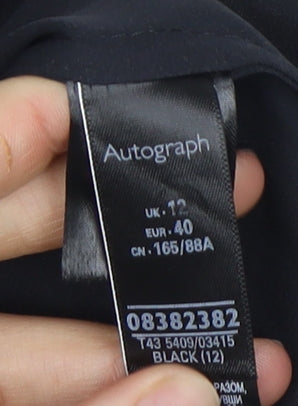 Autograph
UK · 12
EUR · 40
CN · 165/88A
08382382
T43 5409/03415
BLACK (12)